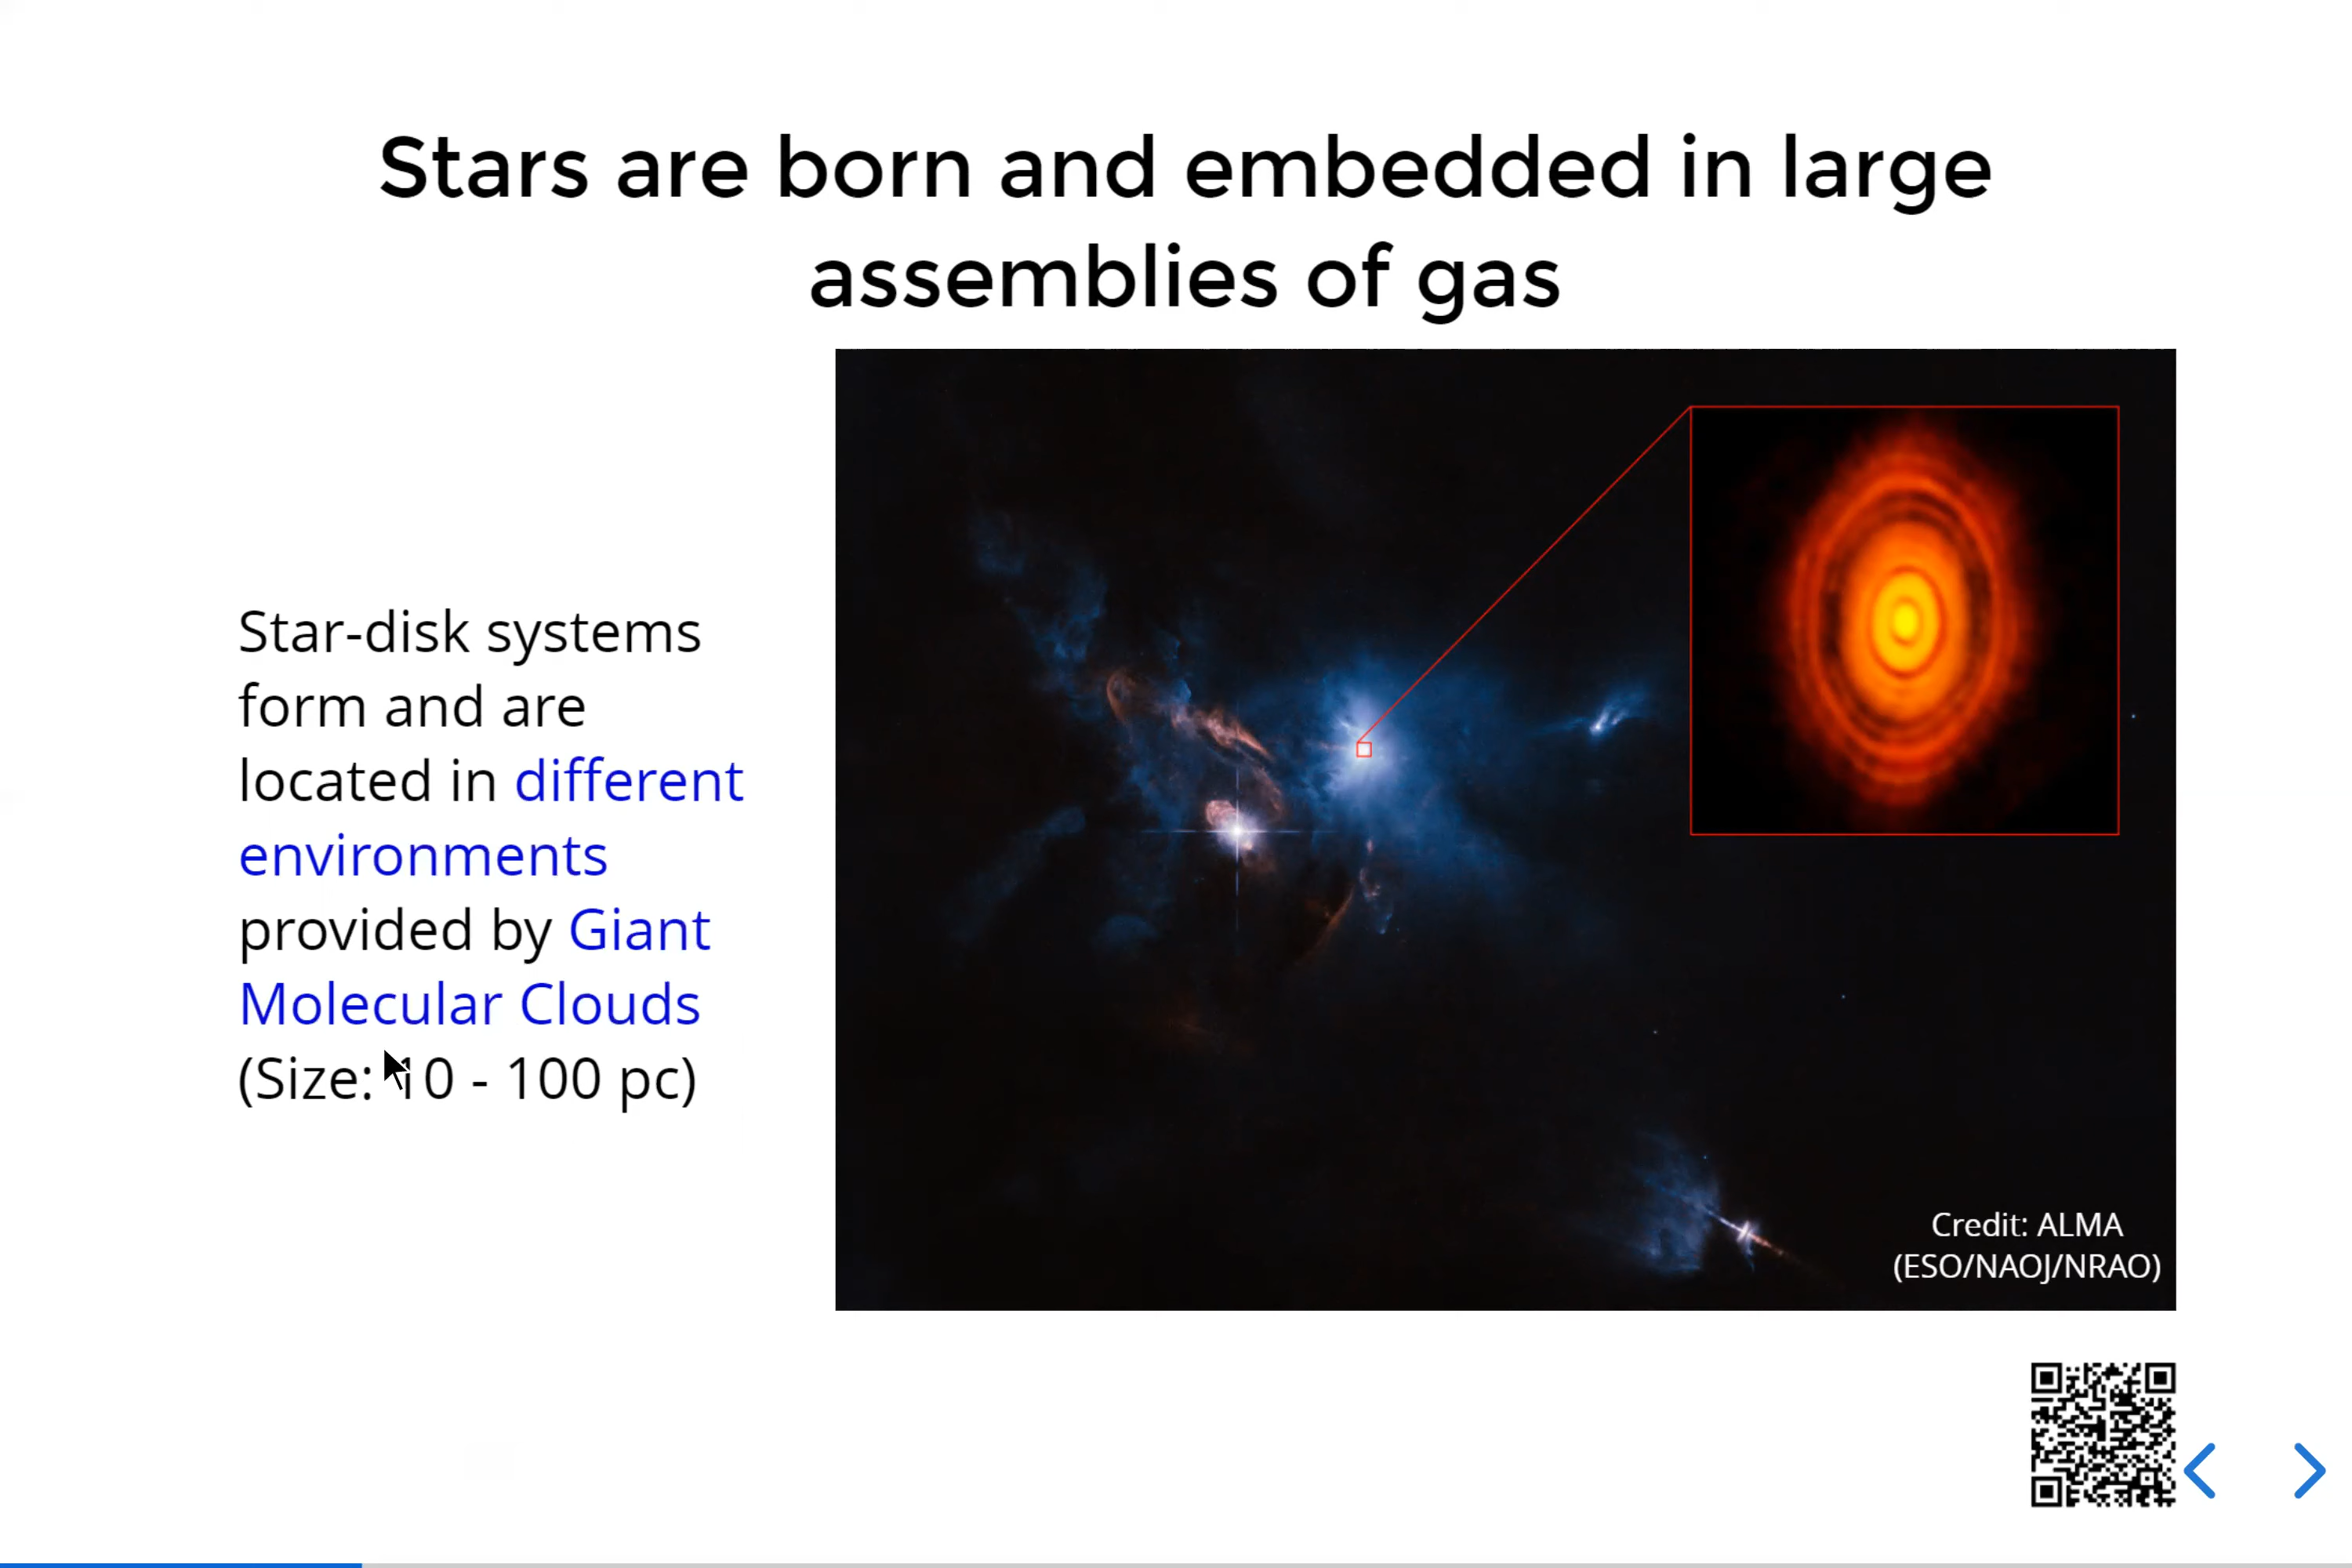 Stars are born and embedded in large
assemblies of gas
Star-disk systems
form and are
located in different
environments
provided by Giant
Molecular Clouds
(Size: 10 - 100 pc)
Credit: ALMA
(ESO/NAOJ/NRAO)